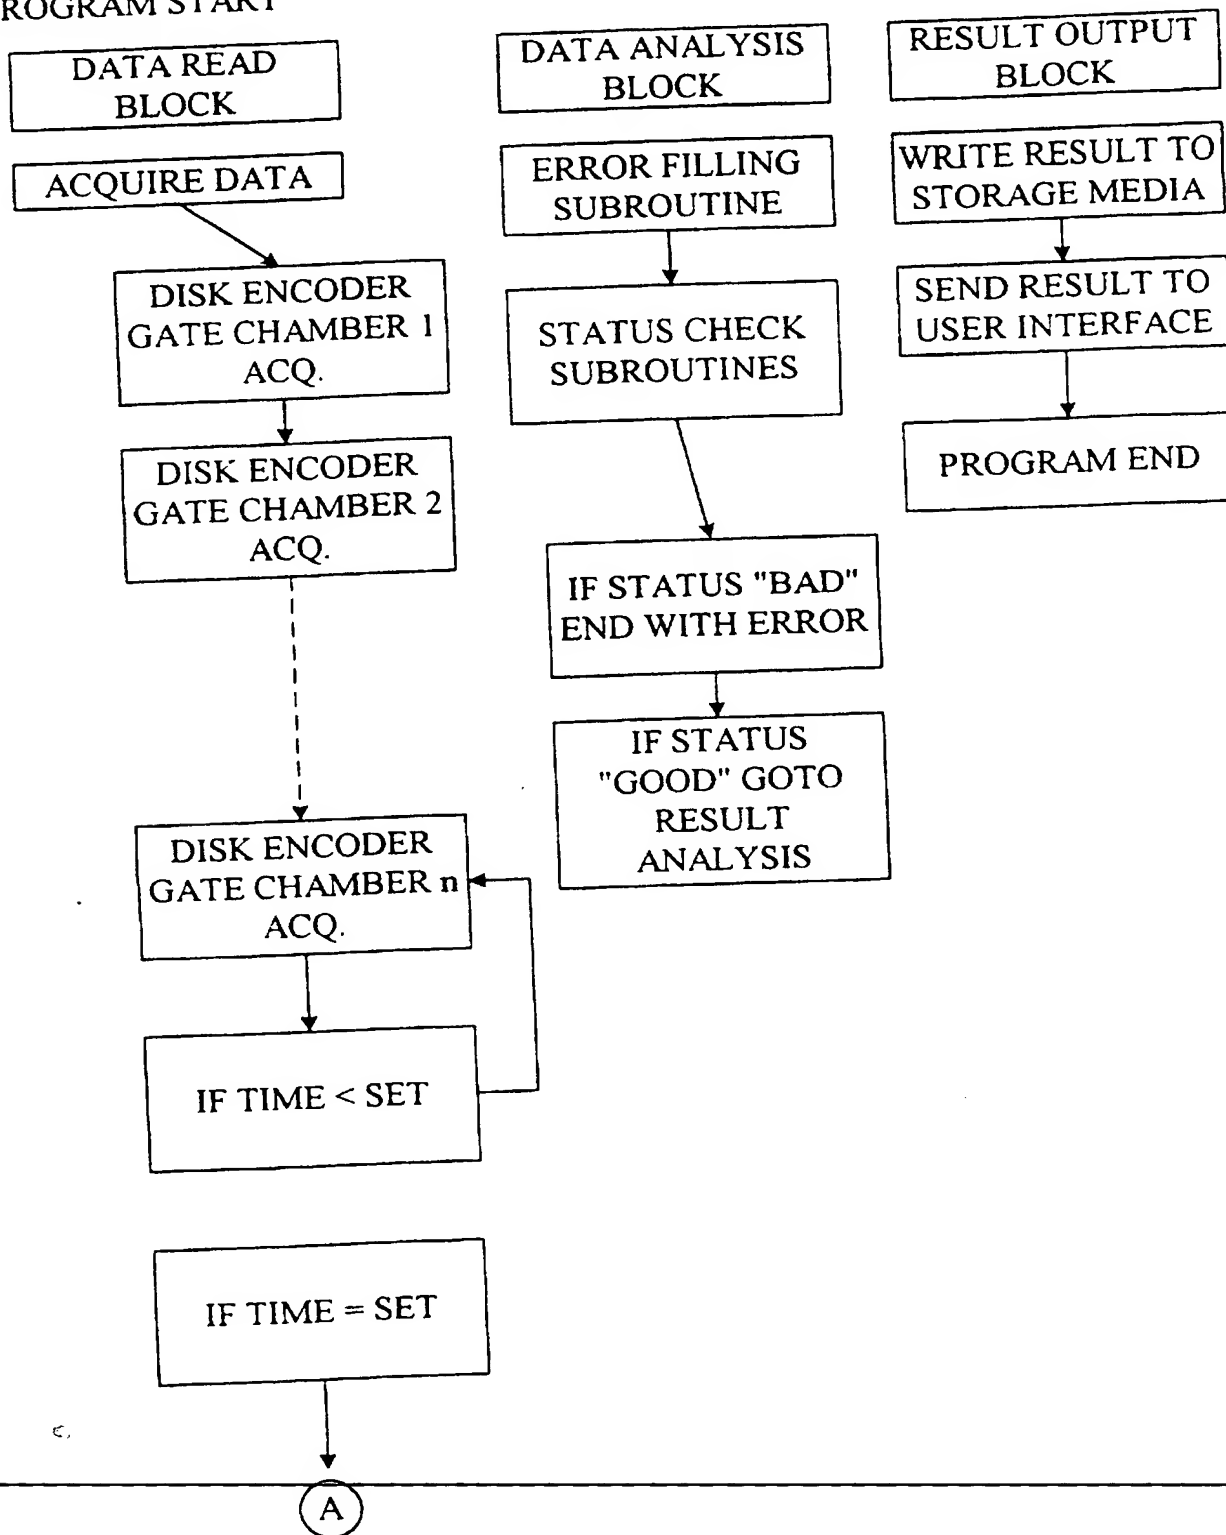 ROGRAM START
DATA READ
BLOCK
ACQUIRE DATA
DISK ENCODER
GATE CHAMBER 1
ACQ.
DISK ENCODER
GATE CHAMBER 2
ACQ.
DISK ENCODER
GATE CHAMBER n
ACQ.
IF TIME < SET
IF TIME = SET
A
DATA ANALYSIS
BLOCK
ERROR FILLING
SUBROUTINE
STATUS CHECK
SUBROUTINES
IF STATUS "BAD"
END WITH ERROR
IF STATUS
"GOOD" GOTO
RESULT
ANALYSIS
RESULT OUTPUT
BLOCK
WRITE RESULT TO
STORAGE MEDIA
SEND RESULT TO
USER INTERFACE
PROGRAM END